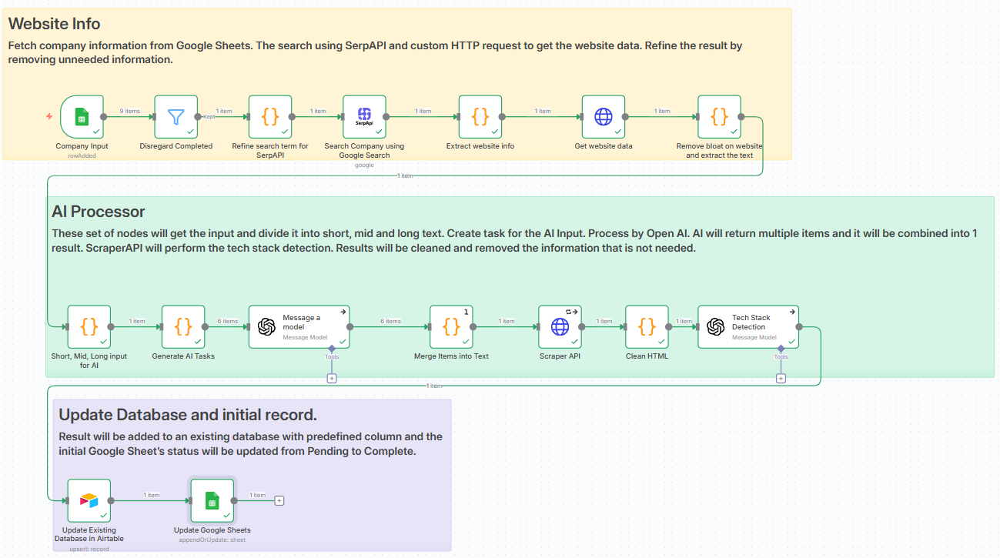 Website Info
Fetch company information from Google Sheets. The search using SerpAPI and custom HTTP request to get the website data. Refine the result by
removing unneeded information.
9 items
Kept
1 item
1 item
1 item
1 item
1 item
SerpApi
Company Input
rowAdded
Disregard Completed
Refine search term for
SerpAPI
Search Company using
Google Search
google
Extract website info
Get website data
Remove bloat on website
and extract the text
1 item
AI Processor
These set of nodes will get the input and divide it into short, mid and long text. Create task for the AI Input. Process by Open AI. AI will return multiple items and it will be combined into 1
result. ScraperAPI will perform the tech stack detection. Results will be cleaned and removed the information that is not needed.
1 item
6 items
Message a
model
Message Model
6 items
1
1 item
1 item
1 item
Tech Stack
Detection
Message Model
Short, Mid, Long input
for AI
Generate AI Tasks
Tools
Merge Items into Text
Scraper API
Clean HTML
Tools
1 item
Update Database and initial record.
Result will be added to an existing database with predefined column and the
initial Google Sheet's status will be updated from Pending to Complete.
1 item
1 item
Update Existing
Database in Airtable
upsert: record
Update Google Sheets
appendOrUpdate: sheet